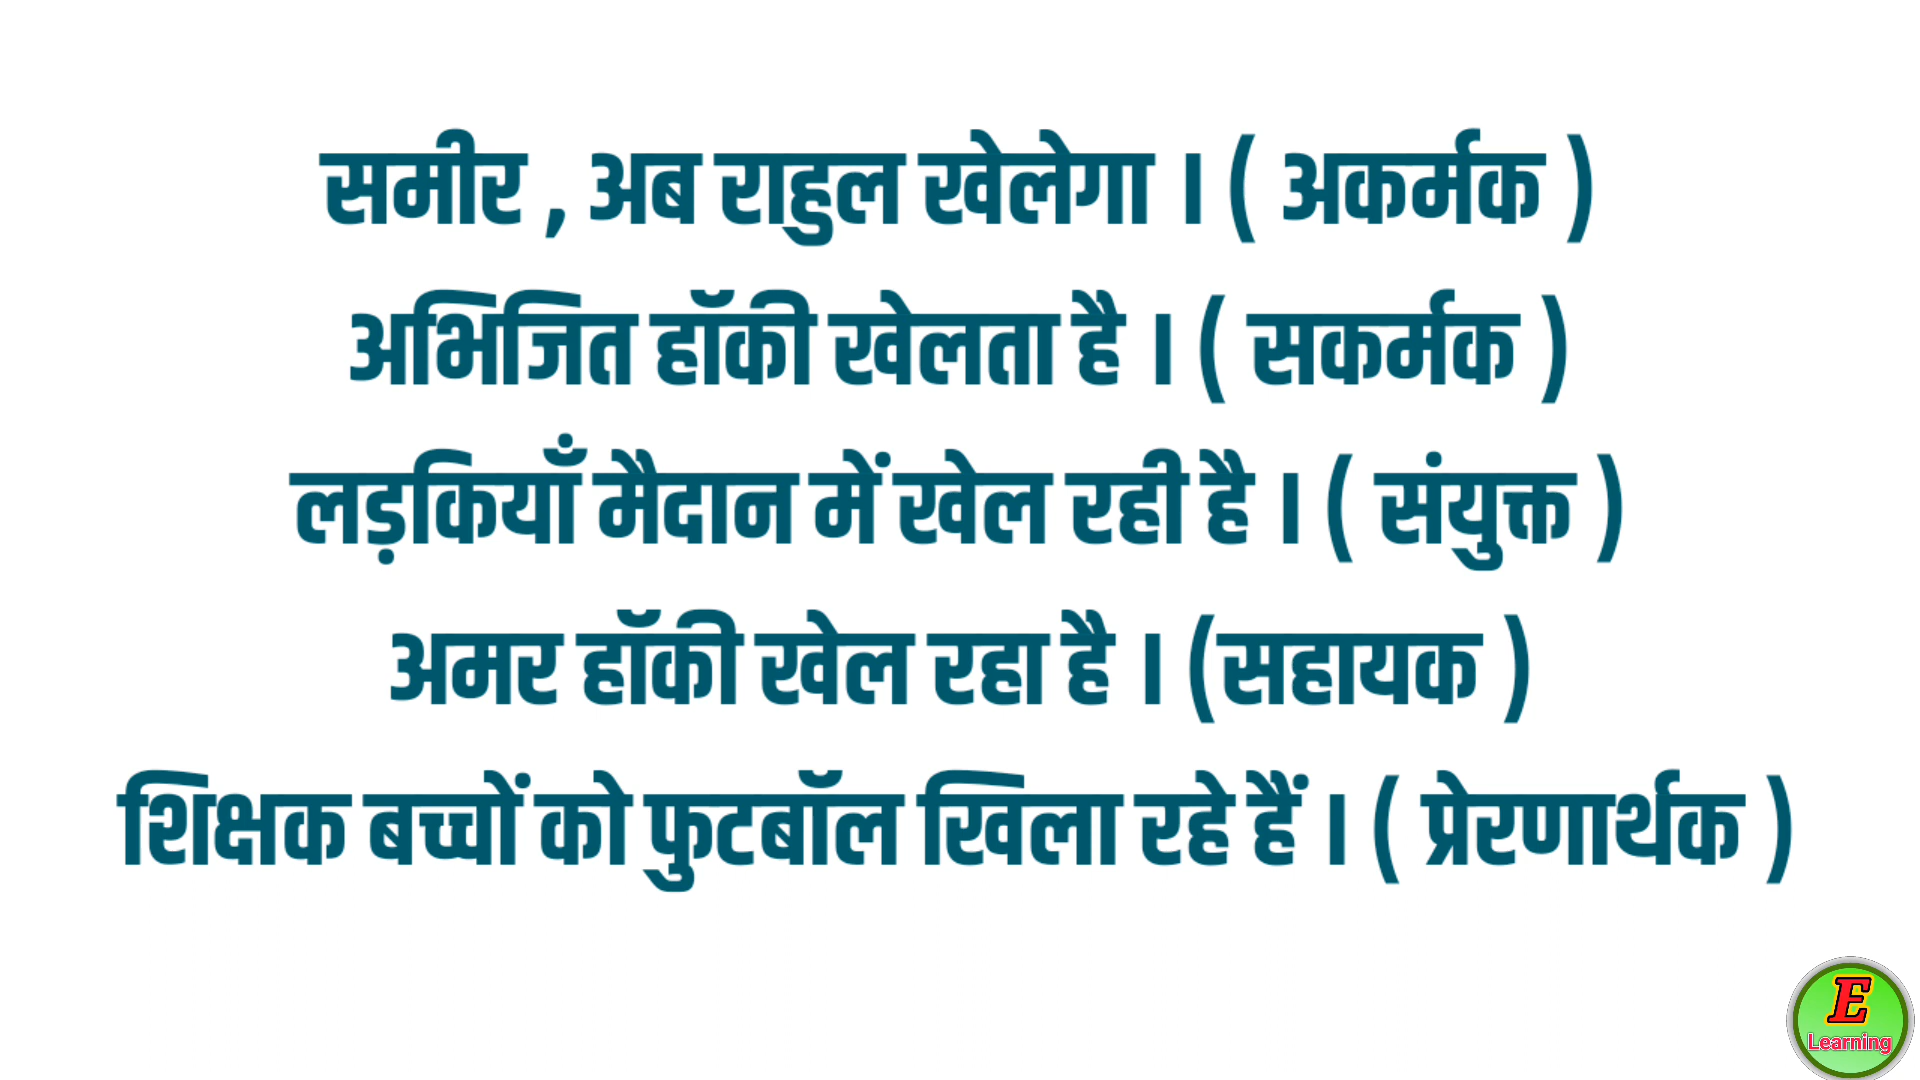 समीर , अब राहुल खेलेगा । ( अकर्मक )
अभिजित हॉकी खेलता है । ( सकर्मक )
लड़कियाँ मैदान में खेल रही है । ( संयुक्त )
अमर हॉकी खेल रहा है । (सहायक )
शिक्षक बच्चों को फुटबॉल खिला रहे हैं । ( प्रेरणार्थक )
E
Learning